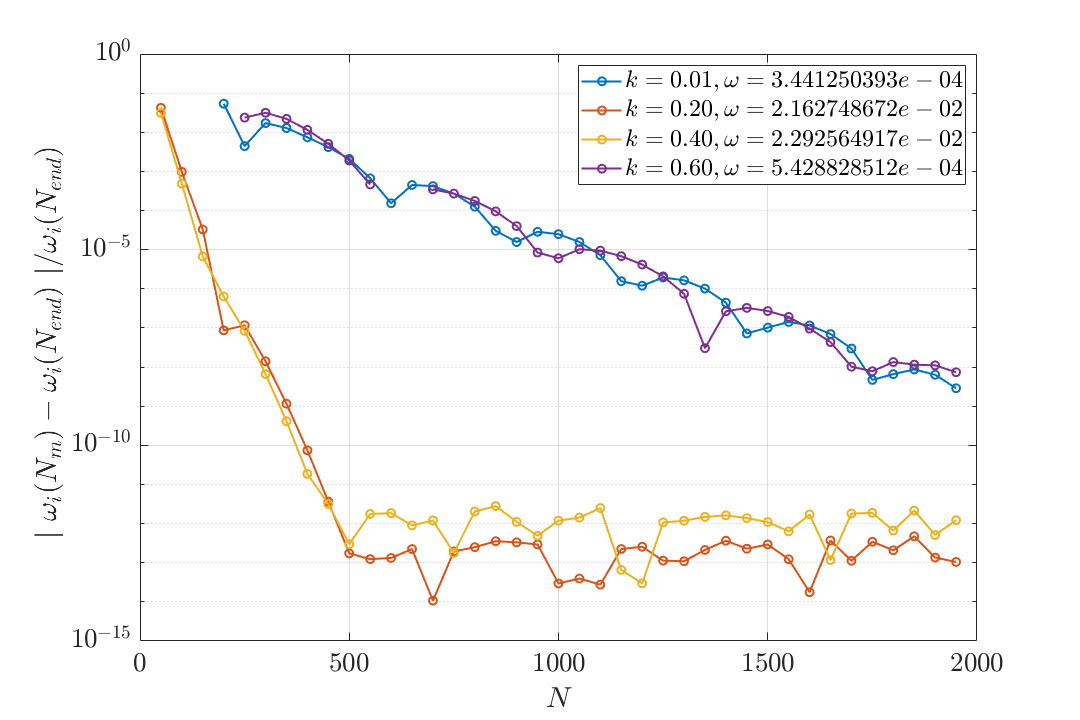 10^0
10^-5
10^-10
10^-15
| ω_i(N_m) − ω_i(N_end) |/ω_i(N_end)
k = 0.01, ω = 3.441250393e − 04
k = 0.20, ω = 2.162748672e − 02
k = 0.40, ω = 2.292564917e − 02
k = 0.60, ω = 5.428828512e − 04
0 500 1000 1500 2000
N